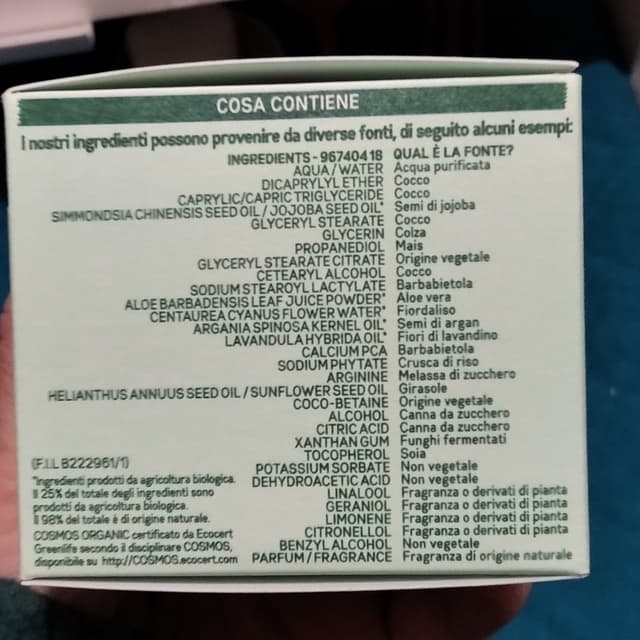 COSA CONTIENE
I nostri ingredienti possono provenire da diverse fonti, di seguito alcuni esempi:
INGREDIENTS - 96740418 QUAL È LA FONTE?
AQUA / WATER Acqua purificata
DICAPRYLYL ETHER Cocco
CAPRYLIC/CAPRIC TRIGLYCERIDE Cocco
SIMMONDSIA CHINENSIS SEED OIL / JOJOBA SEED OIL* Semi di jojoba
GLYCERYL STEARATE Cocco
GLYCERIN Colza
PROPANEDIOL Mais
GLYCERYL STEARATE CITRATE Origine vegetale
CETEARYL ALCOHOL Cocco
SODIUM STEAROYL LACTYLATE Barbabietola
ALOE BARBADENSIS LEAF JUICE POWDER* Aloe vera
CENTAUREA CYANUS FLOWER WATER* Fiordaliso
ARGANIA SPINOSA KERNEL OIL* Semi di argan
LAVANDULA HYBRIDA OIL* Fiori di lavandino
CALCIUM PCA Barbabietola
SODIUM PHYTATE Crusca di riso
ARGININE Melassa di zucchero
HELIANTHUS ANNUUS SEED OIL / SUNFLOWER SEED OIL Girasole
COCO-BETAINE Origine vegetale
ALCOHOL Canna da zucchero
CITRIC ACID Canna da zucchero
XANTHAN GUM Funghi fermentati
TOCOPHEROL Soia
POTASSIUM SORBATE Non vegetale
DEHYDROACETIC ACID Non vegetale
LINALOOL Fragranza o derivati di pianta
GERANIOL Fragranza o derivati di pianta
LIMONENE Fragranza o derivati di pianta
CITRONELLOL Fragranza o derivati di pianta
BENZYL ALCOHOL Non vegetale
PARFUM / FRAGRANCE Fragranza di origine naturale
(F.I.L B222961/1)
*Ingredienti prodotti da agricoltura biologica.
Il 25% del totale degli ingredienti sono
prodotti da agricoltura biologica.
Il 98% del totale è di origine naturale.
COSMOS ORGANIC certificato da Ecocert
Greenlife secondo il disciplinare COSMOS,
disponibile su http://COSMOS.ecocert.com